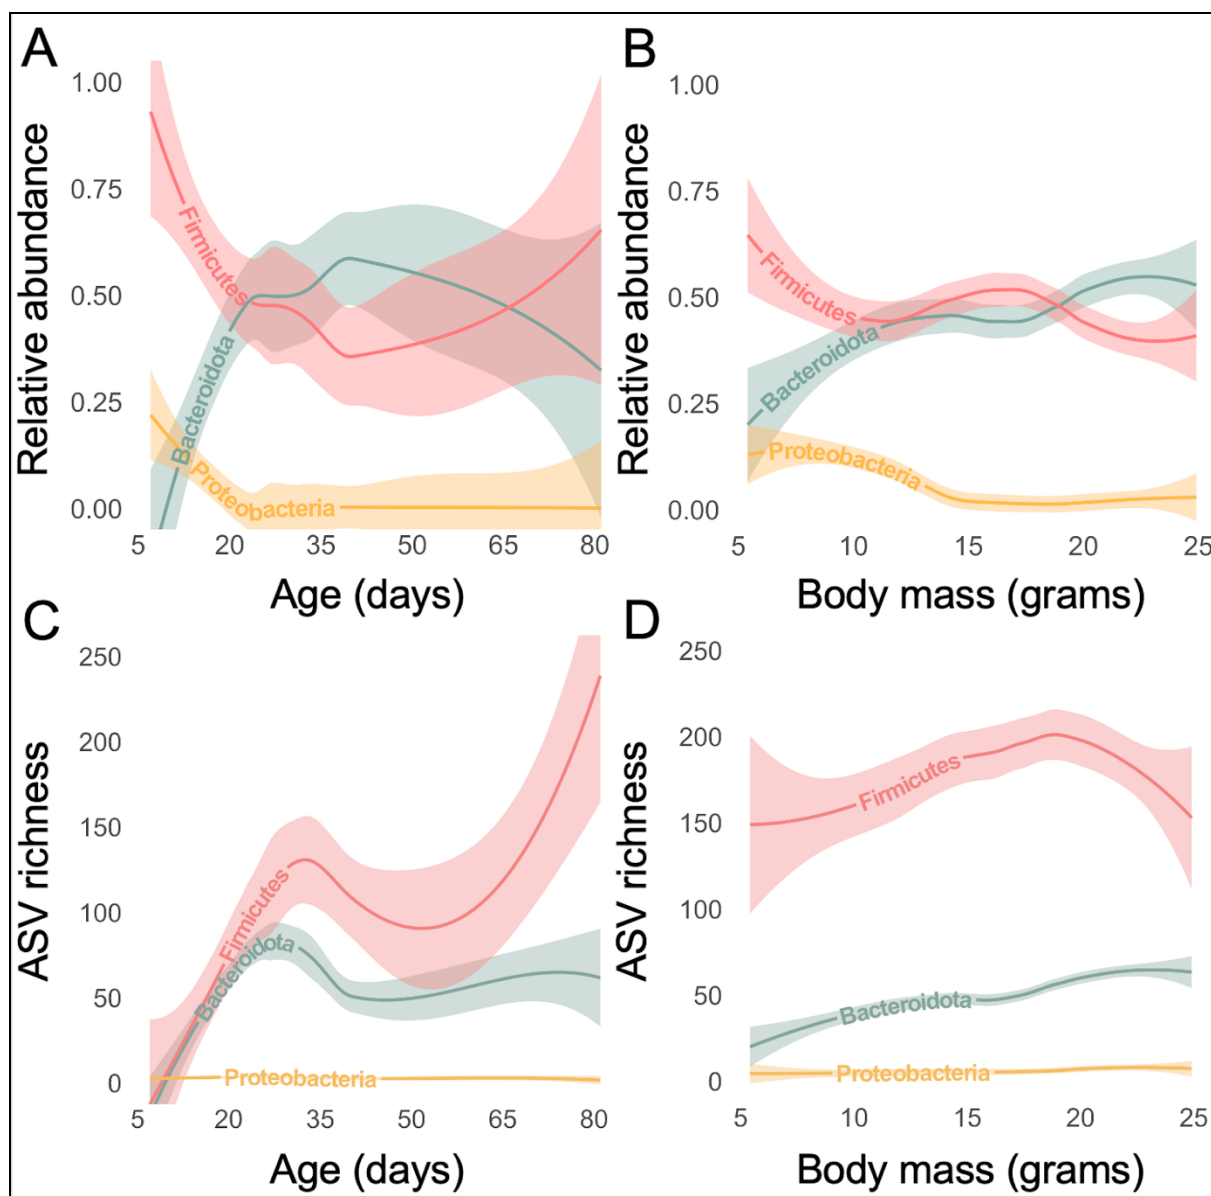 A
Relative abundance
1.00
0.75
0.50
0.25
0.00
Firmicutes
Bacteroidota
Proteobacteria
5 20 35 50 65 80
Age (days)
B
Relative abundance
1.00
0.75
0.50
0.25
0.00
Firmicutes
Bacteroidota
Proteobacteria
5 10 15 20 25
Body mass (grams)
C
ASV richness
250
200
150
100
50
0
Firmicutes
Bacteroidota
Proteobacteria
5 20 35 50 65 80
Age (days)
D
ASV richness
250
200
150
100
50
0
Firmicutes
Bacteroidota
Proteobacteria
5 10 15 20 25
Body mass (grams)